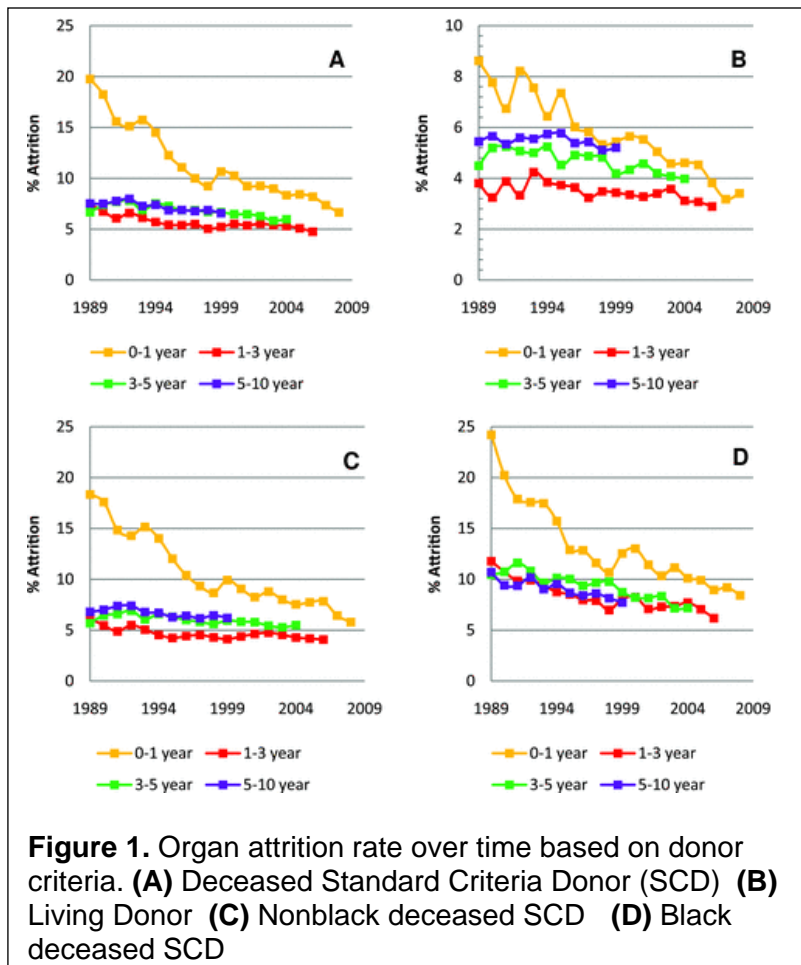 25
20
15
10
5
0
% Attrition
A
1989 1994 1999 2004 2009
0-1 year 1-3 year
3-5 year 5-10 year
10
8
6
4
2
0
% Attrition
B
1989 1994 1999 2004 2009
0-1 year 1-3 year
3-5 year 5-10 year
25
20
15
10
5
0
% Attrition
C
1989 1994 1999 2004 2009
0-1 year 1-3 year
3-5 year 5-10 year
25
20
15
10
5
0
% Attrition
D
1989 1994 1999 2004 2009
0-1 year 1-3 year
3-5 year 5-10 year
Figure 1. Organ attrition rate over time based on donor
criteria. (A) Deceased Standard Criteria Donor (SCD) (B)
Living Donor (C) Nonblack deceased SCD (D) Black
deceased SCD